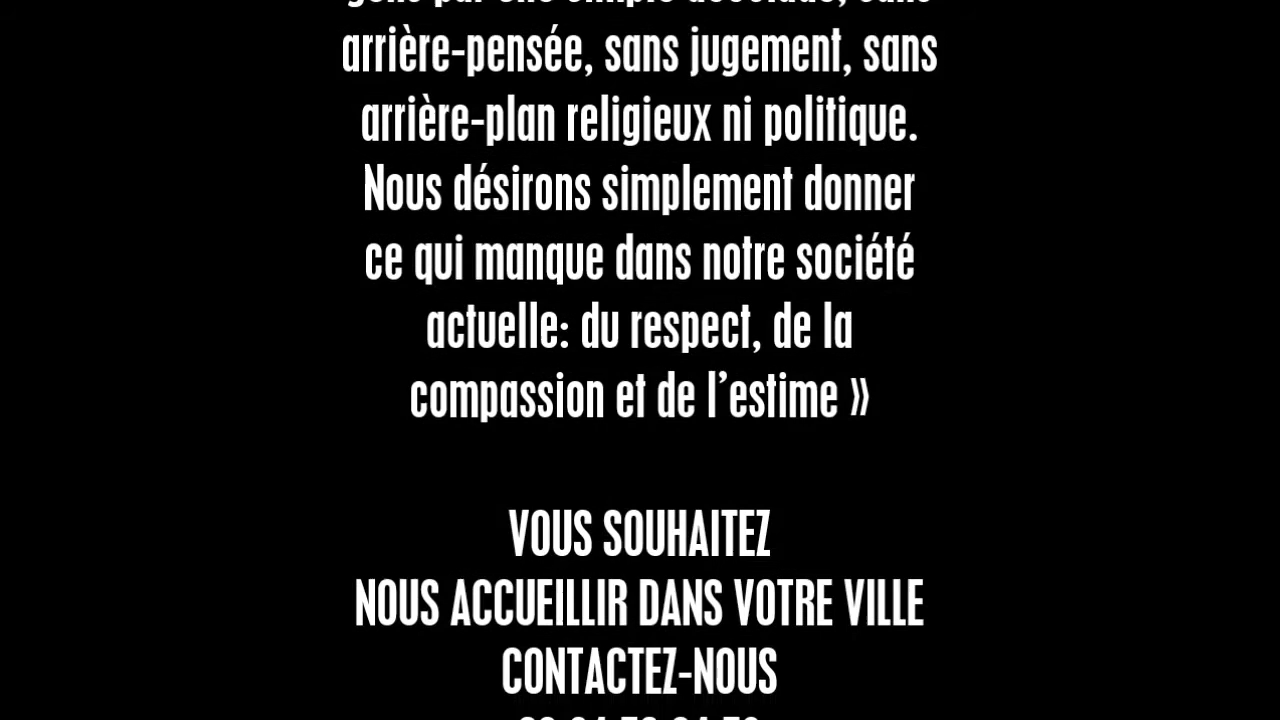 arrière-pensée, sans jugement, sans
arrière-plan religieux ni politique.
Nous désirons simplement donner
ce qui manque dans notre société
actuelle: du respect, de la
compassion et de l’estime »
VOUS SOUHAITEZ
NOUS ACCUEILLIR DANS VOTRE VILLE
CONTACTEZ-NOUS